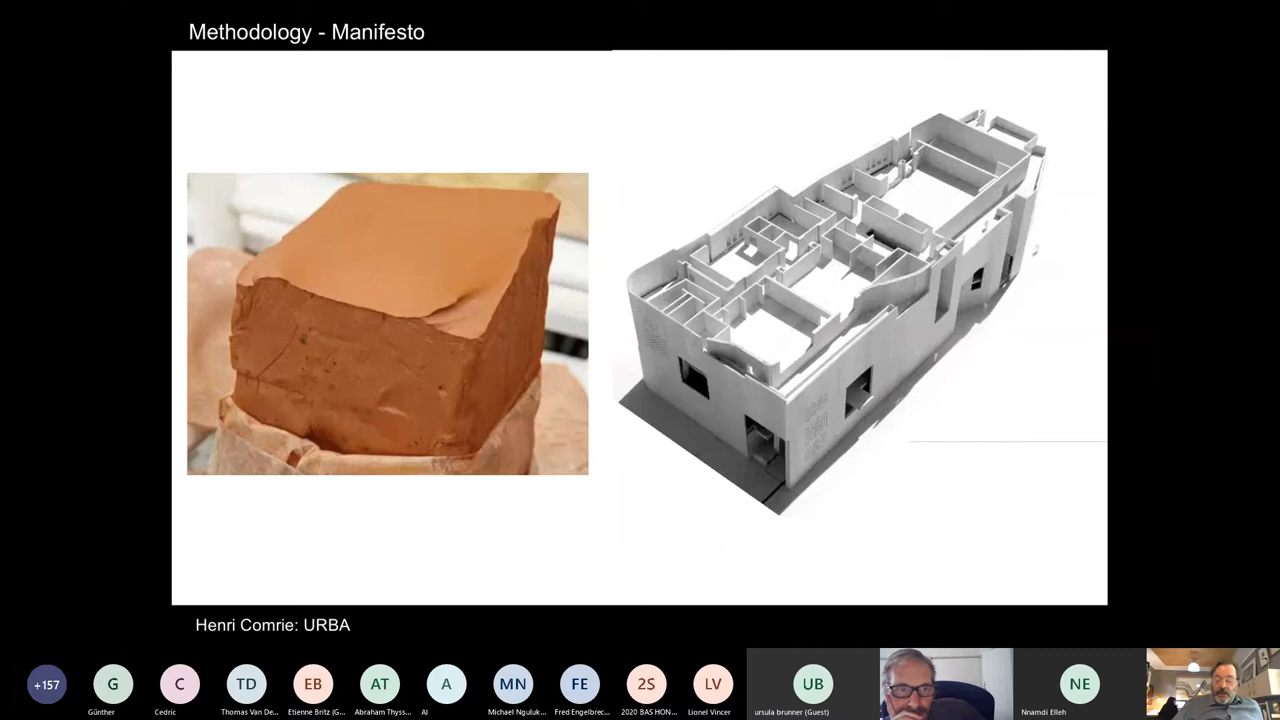 Methodology - Manifesto
Henri Comrie: URBA
+157
G
C
TD
EB
AT
A
MN
FE
2S
LV
UB
NE
Günther
Cedric
Thomas Van De...
Etienne Britz (G...
Abraham Thyss...
Al
Michael Nguluk...
Fred Engelbrec...
2020 BAS HON...
Lionel Vincer
ursula brunner (Guest)
Nnamdi Elleh